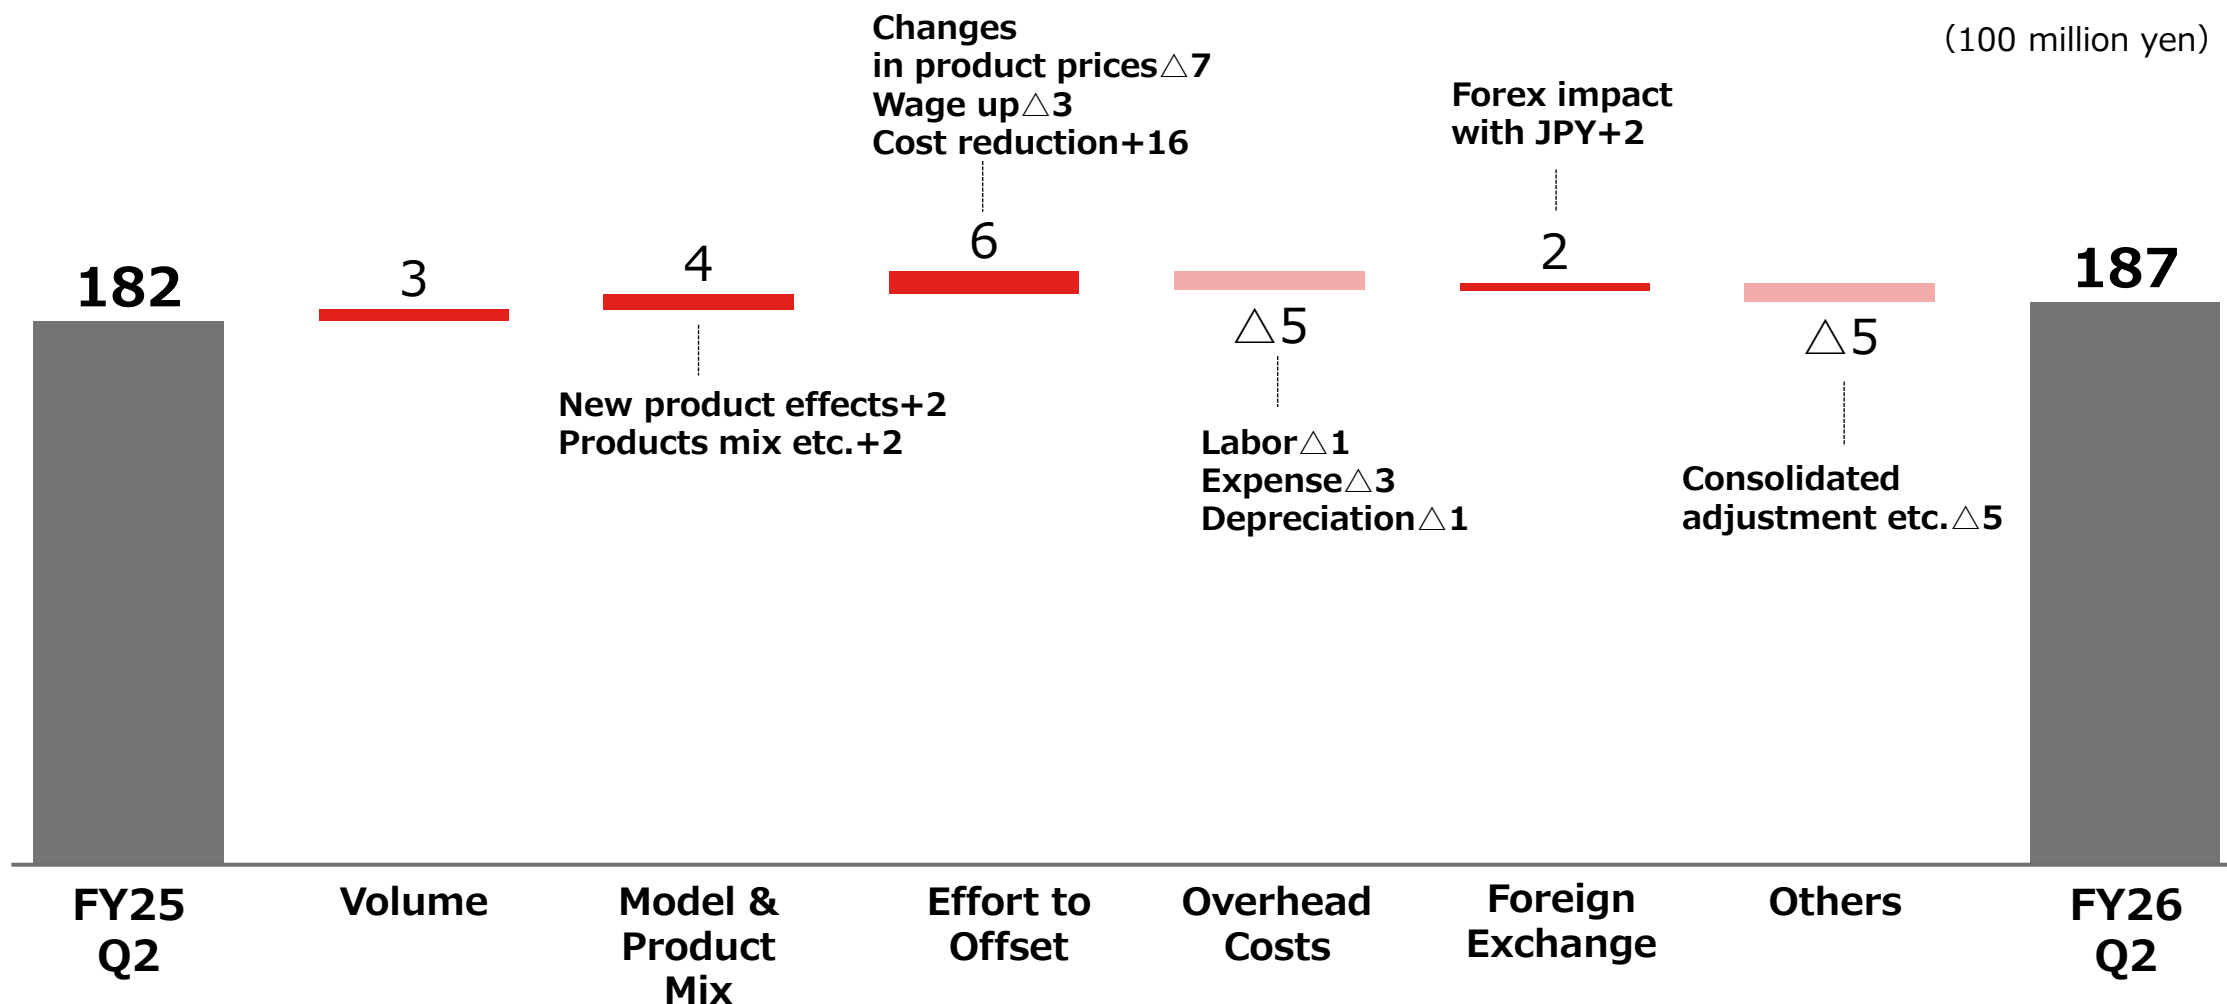 （100 million yen）
Changes
in product prices△7
Wage up△3
Cost reduction+16
Forex impact
with JPY+2
182
3
4
6
△5
2
△5
187
New product effects+2
Products mix etc.+2
Labor△1
Expense△3
Depreciation△1
Consolidated
adjustment etc.△5
FY25
Q2
Volume
Model &
Product
Mix
Effort to
Offset
Overhead
Costs
Foreign
Exchange
Others
FY26
Q2